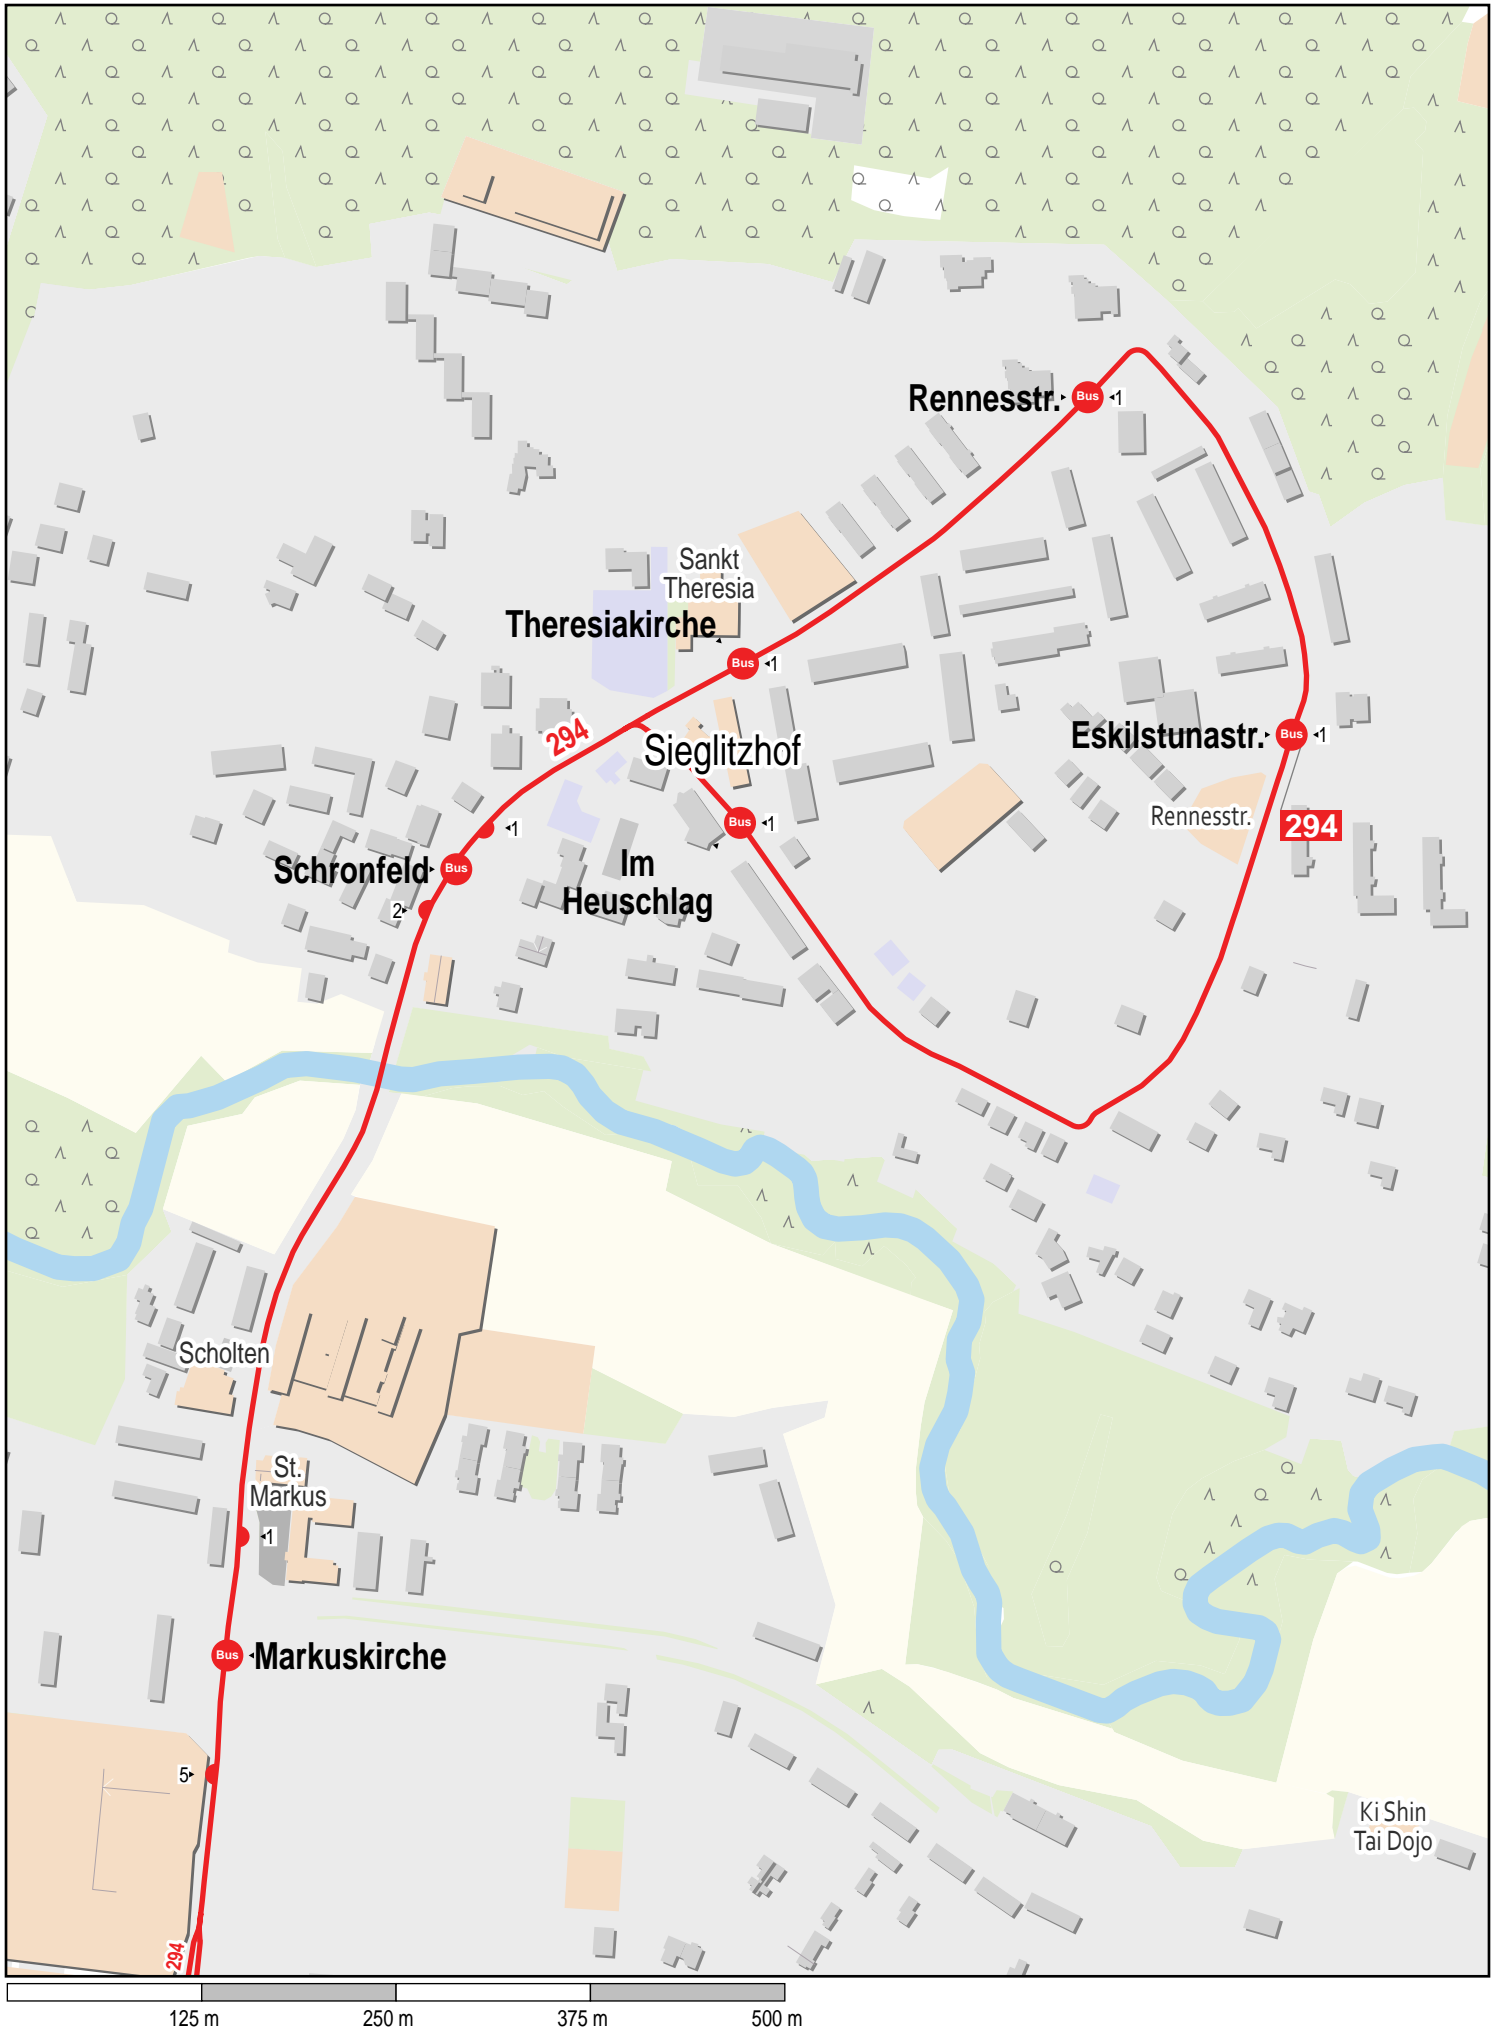 Rennesstr.
Bus
1
Sankt
Theresia
Theresiakirche
Bus
1
294
Sieglitzhof
Eskilstunastr.
Bus
1
Rennesstr.
294
Bus
1
1
Schronfeld
Bus
2
Im
Heuschlag
Scholten
St.
Markus
1
Bus
Markuskirche
5
Ki Shin
Tai Dojo
294
125 m
250 m
375 m
500 m